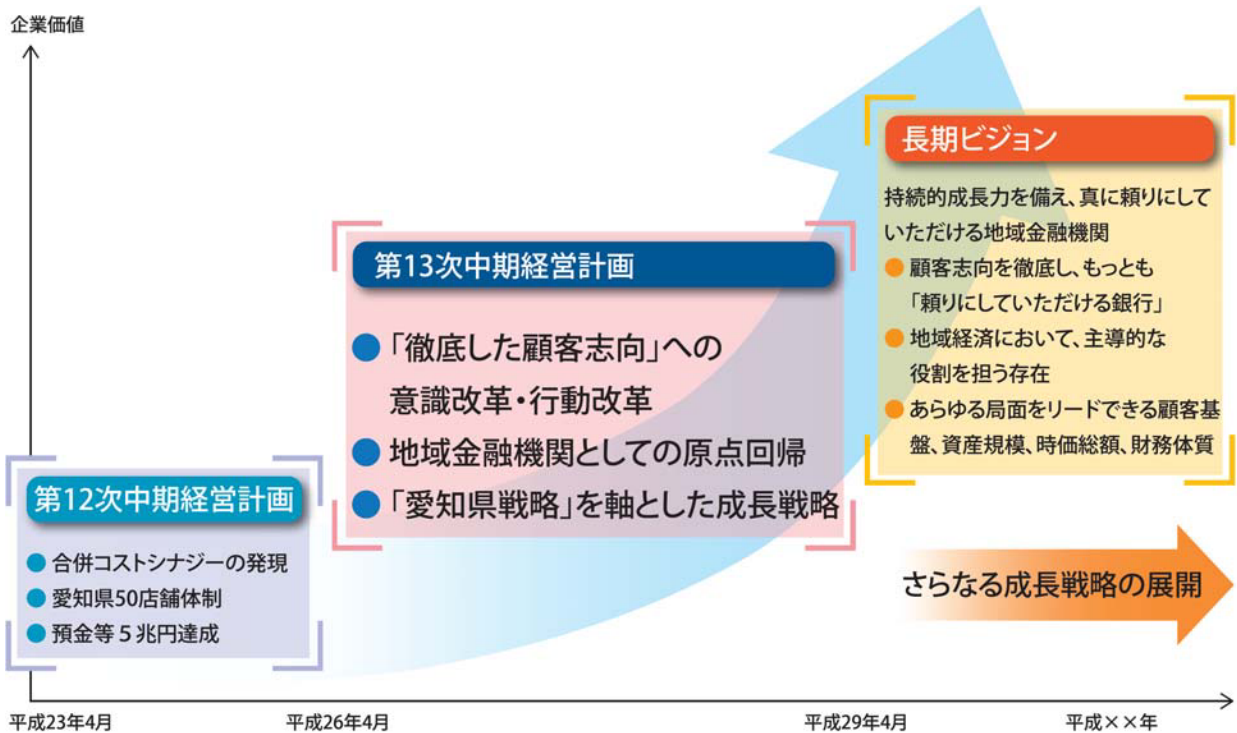 企業価値
長期ビジョン
持続的成長力を備え、真に頼りにして
いただける地域金融機関
● 顧客志向を徹底し、もっとも
「頼りにしていただける銀行」
● 地域経済において、主導的な
役割を担う存在
● あらゆる局面をリードできる顧客基
盤、資産規模、時価総額、財務体質
第13次中期経営計画
● 「徹底した顧客志向」への
意識改革・行動改革
● 地域金融機関としての原点回帰
● 「愛知県戦略」を軸とした成長戦略
第12次中期経営計画
● 合併コストシナジーの発現
● 愛知県50店舗体制
● 預金等5兆円達成
さらなる成長戦略の展開
平成23年4月
平成26年4月
平成29年4月
平成××年